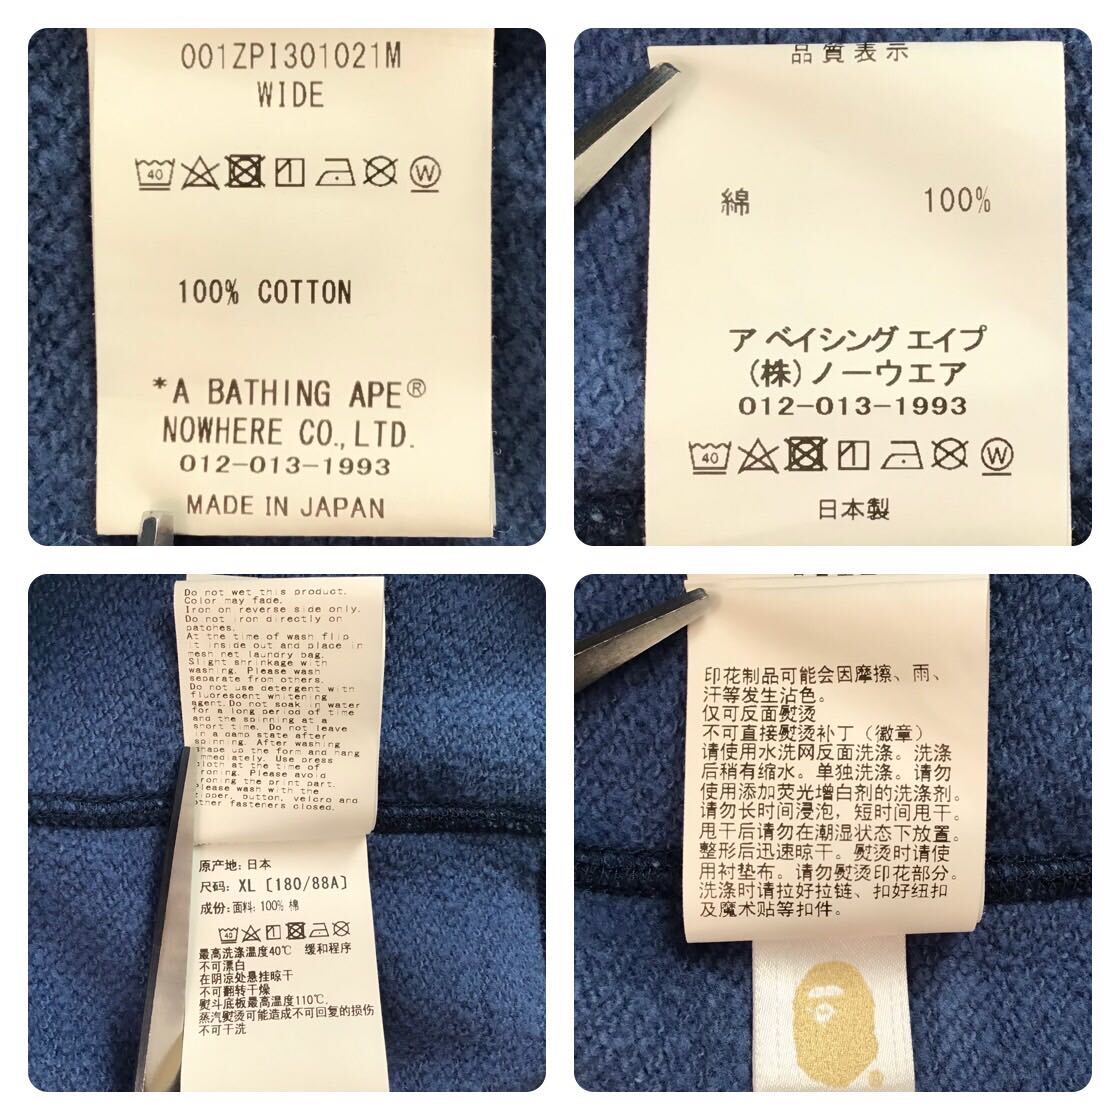 001ZPI301021M
WIDE
40
W
100% COTTON
*A BATHING APE®
NOWHERE CO.,LTD.
012-013-1993
MADE IN JAPAN
品質表示
綿 100%
ア ベイシング エイプ
(株)ノーウエア
012-013-1993
40
W
日本製
Do not wet this product.
Color may fade.
Iron on reverse side only.
Do not iron directly on
patches.
At the time of wash flip
it inside out and place in
mesh net laundry bag.
Slight shrinkage with
washing. Please wash
separate from others.
Do not use detergent with
fluorescent whitening
agent.Do not soak in water
for a long period of time
and the spinning at a
short time. Do not leave
in a damp state after
spinning. After washing
shape up the form and hang
immediately. Use press
cloth at the time of
ironing. Please avoid
ironing the print part.
Please wash with the
zipper, button, velcro and
other fasteners closed.
原产地: 日本
尺码: XL [180/88A]
成份: 面料: 100% 棉
40
最高洗涤温度40℃ 缓和程序
不可漂白
在阴凉处悬挂晾干
不可翻转干燥
熨斗底板最高温度110℃,
蒸汽熨烫可能造成不可回复的损伤
不可干洗
印花制品可能会因摩擦、雨、
汗等发生沾色。
仅可反面熨烫
不可直接熨烫补丁（徽章）
请使用水洗网反面洗涤。洗涤
后稍有缩水。单独洗涤。请勿
使用添加荧光增白剂的洗涤剂。
请勿长时间浸泡，短时间甩干。
甩干后请勿在潮湿状态下放置。
整形后迅速晾干。熨烫时请使
用衬垫布。请勿熨烫印花部分。
洗涤时请拉好拉链、扣好纽扣
及魔术贴等扣件。
®